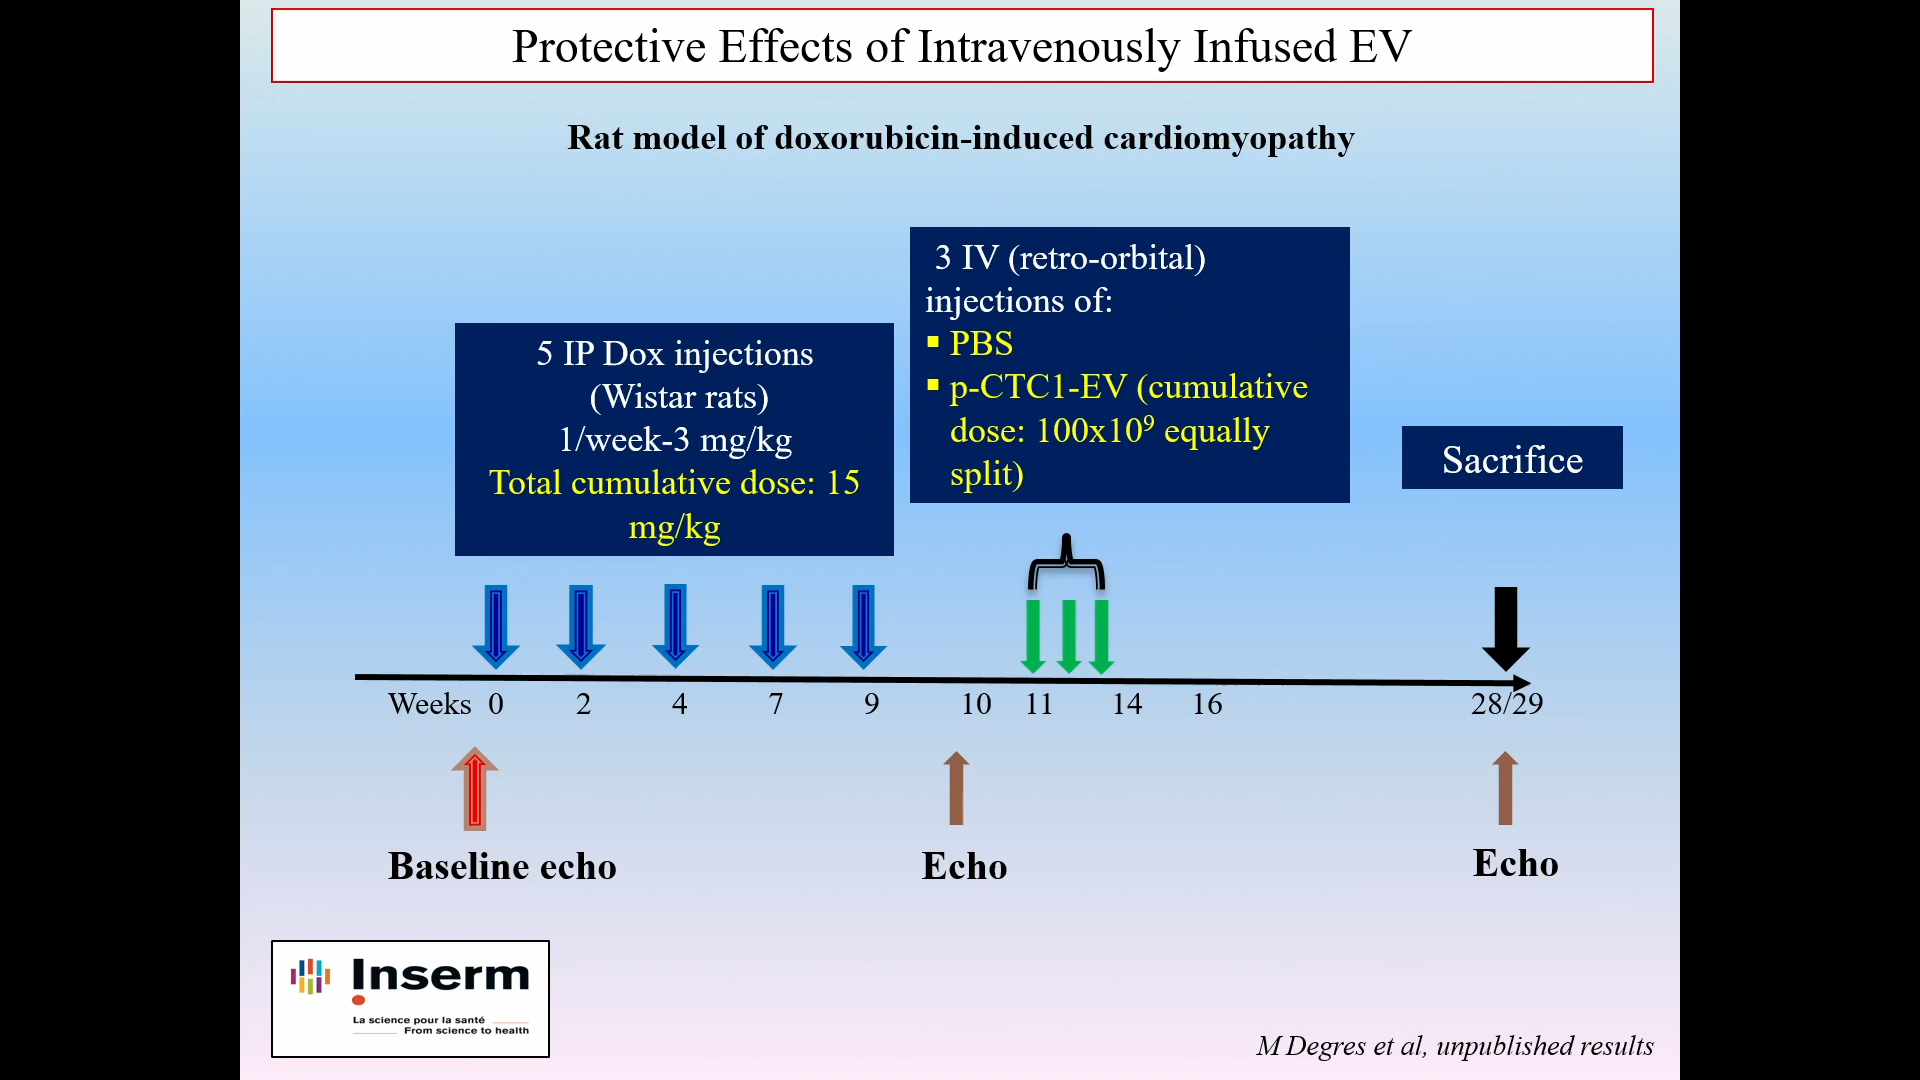 Protective Effects of Intravenously Infused EV
Rat model of doxorubicin-induced cardiomyopathy
5 IP Dox injections
(Wistar rats)
1/week-3 mg/kg
Total cumulative dose: 15
mg/kg
3 IV (retro-orbital)
injections of:
▪ PBS
▪ p-CTC1-EV (cumulative
dose: 100x10⁹ equally
split)
Sacrifice
Weeks 0 2 4 7 9 10 11 14 16 28/29
Baseline echo
Echo
Echo
Inserm
La science pour la santé
From science to health
M Degres et al, unpublished results